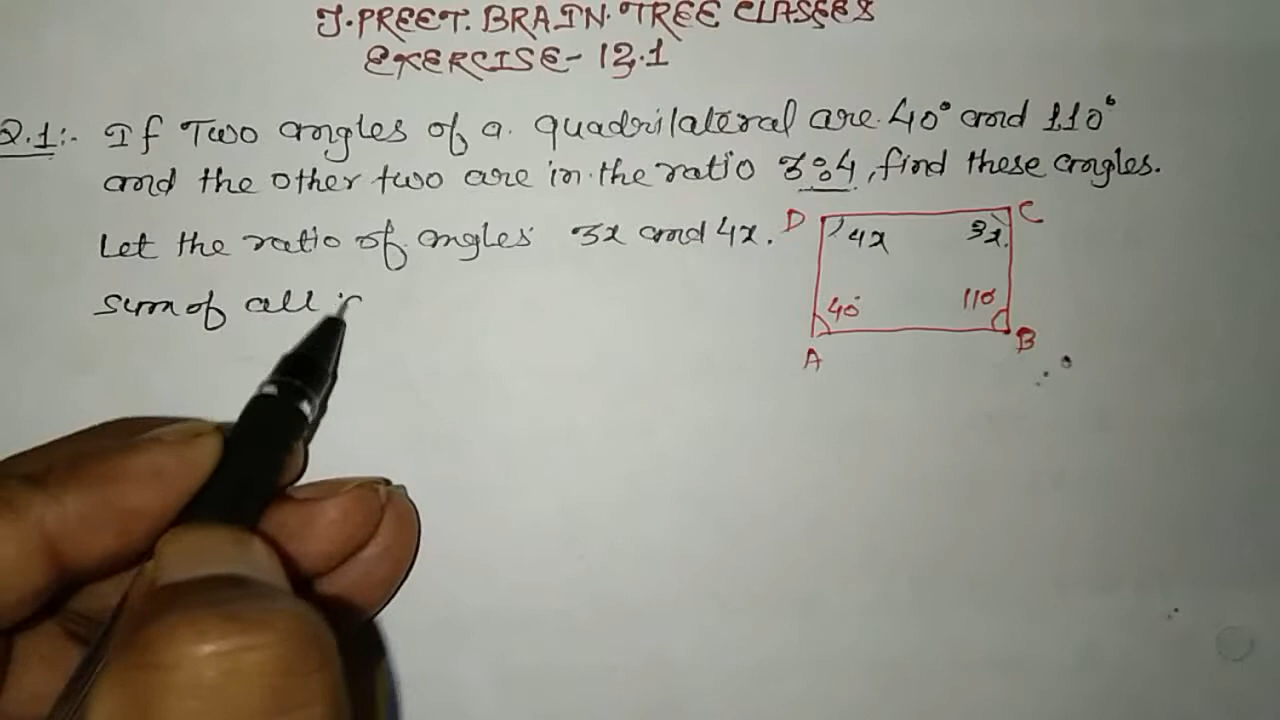 J.PREET. BRAIN. TREE CLASSES
EXERCISE- 12.1
Q.1:- If Two angles of a quadrilateral are 40° and 110°
and the other two are in the ratio 3:4, find these angles.
Let the ratio of angles 3x and 4x.
Sum of all
D
C
4x
3x
40°
110°
A
B